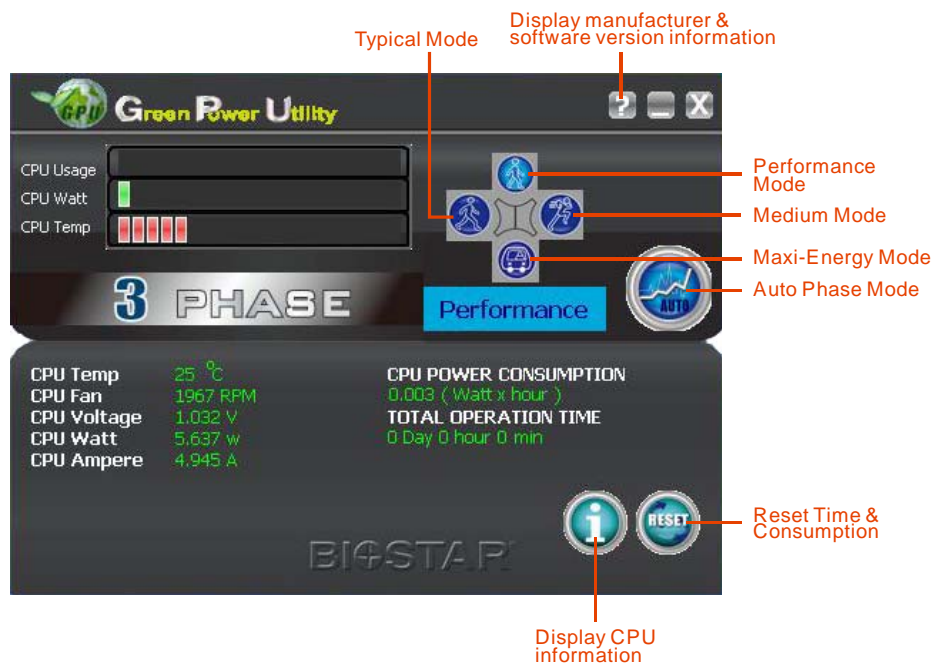 Display manufacturer &
software version information
Typical Mode
GPU
Green Power Utility
?
X
CPU Usage
CPU Watt
CPU Temp
Performance
Mode
Medium Mode
Maxi-Energy Mode
Auto Phase Mode
AUTO
3 PHASE
Performance
CPU Temp 25 °C
CPU Fan 1967 RPM
CPU Voltage 1.032 V
CPU Watt 5.637 w
CPU Ampere 4.945 A
CPU POWER CONSUMPTION
0.003 ( Watt x hour )
TOTAL OPERATION TIME
0 Day 0 hour 0 min
i
RESET
Reset Time &
Consumption
BIOSTAR
Display CPU
information